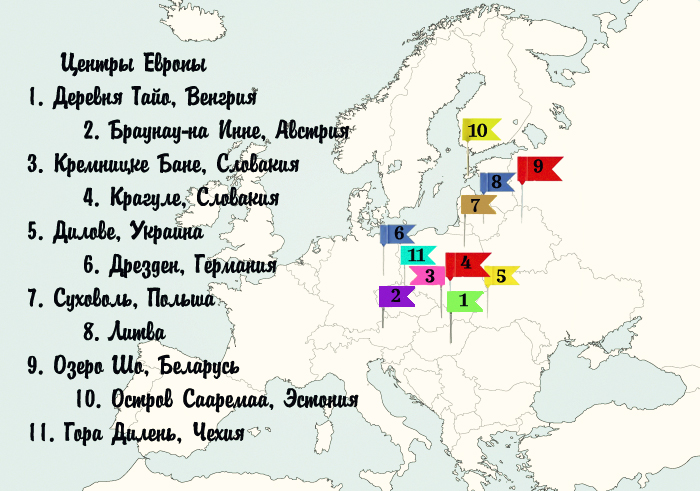 Центры Европы
1. Деревня Тайо, Венгрия
2. Браунау-на Инне, Австрия
3. Кремницке Бане, Словакия
4. Крагуле, Словакия
5. Дилове, Украина
6. Дрезден, Германия
7. Суховоль, Польша
8. Литва
9. Озеро Шо, Беларусь
10. Остров Сааремаа, Эстония
11. Гора Дилень, Чехия
10
9
8
7
6
11
4
3
5
2
1